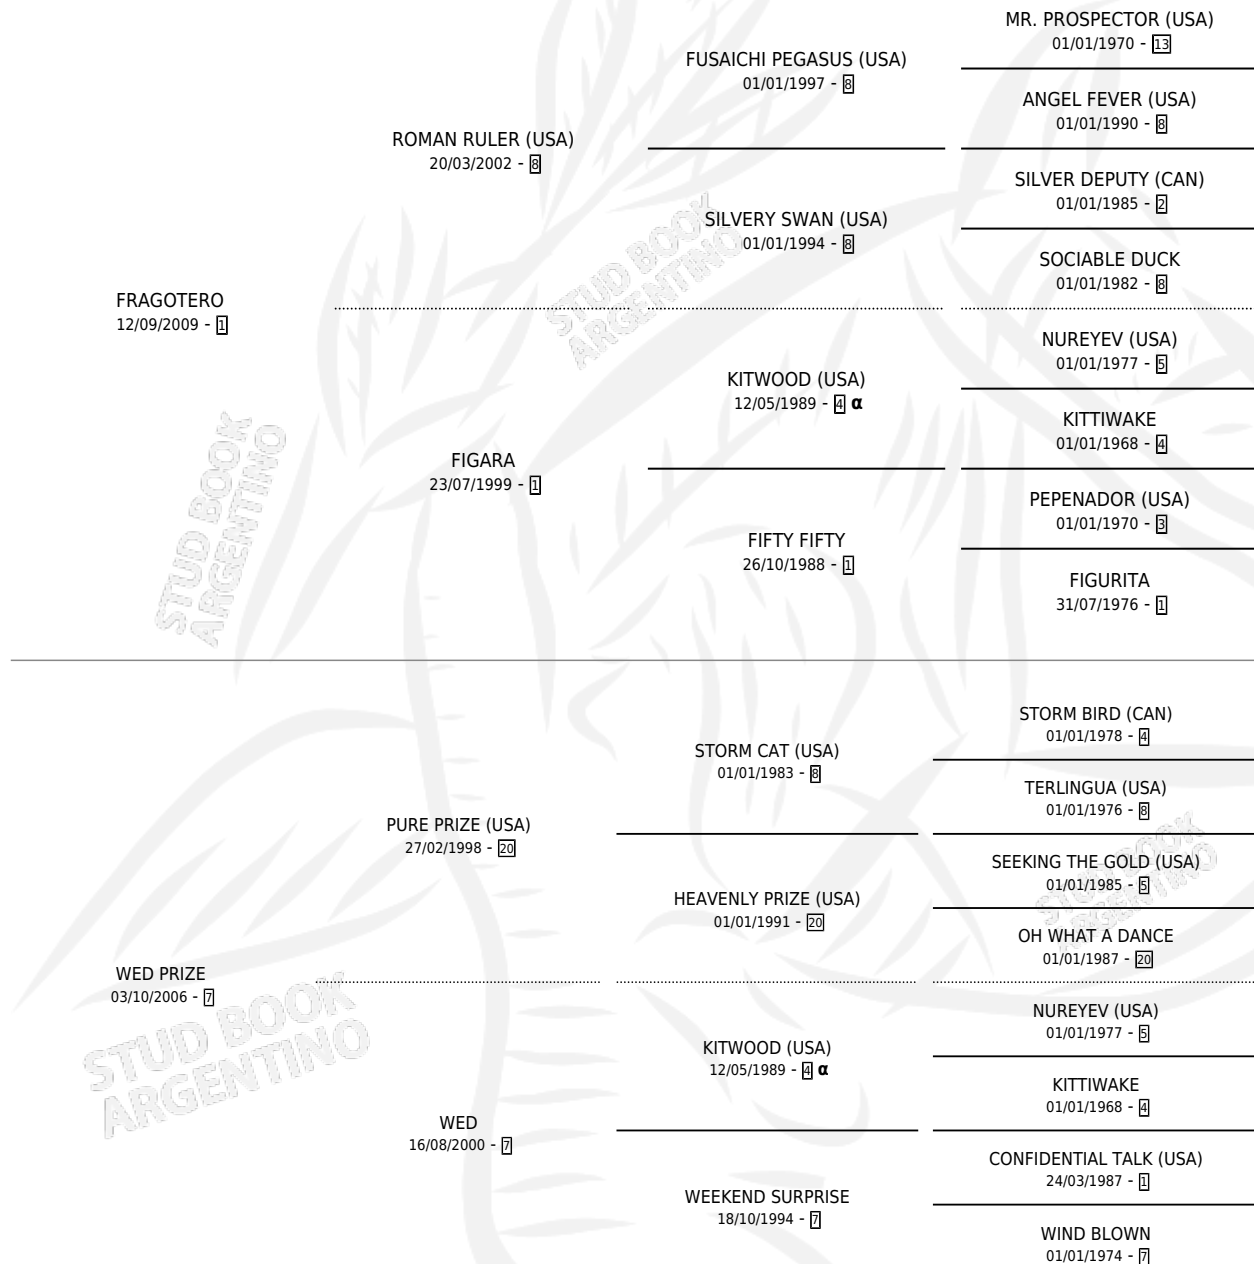 MR. PROSPECTOR (USA)
01/01/1970 - 13
FUSAICHI PEGASUS (USA)
01/01/1997 - 8
ANGEL FEVER (USA)
01/01/1990 - 8
ROMAN RULER (USA)
20/03/2002 - 8
SILVER DEPUTY (CAN)
01/01/1985 - 2
SILVERY SWAN (USA)
01/01/1994 - 8
SOCIABLE DUCK
01/01/1982 - 8
FRAGOTERO
12/09/2009 - 1
NUREYEV (USA)
01/01/1977 - 5
KITWOOD (USA)
12/05/1989 - 4 α
KITTIWAKE
01/01/1968 - 4
FIGARA
23/07/1999 - 1
PEPENADOR (USA)
01/01/1970 - 3
FIFTY FIFTY
26/10/1988 - 1
FIGURITA
31/07/1976 - 1
STORM BIRD (CAN)
01/01/1978 - 4
STORM CAT (USA)
01/01/1983 - 8
TERLINGUA (USA)
01/01/1976 - 8
PURE PRIZE (USA)
27/02/1998 - 20
SEEKING THE GOLD (USA)
01/01/1985 - 5
HEAVENLY PRIZE (USA)
01/01/1991 - 20
OH WHAT A DANCE
01/01/1987 - 20
WED PRIZE
03/10/2006 - 7
NUREYEV (USA)
01/01/1977 - 5
KITWOOD (USA)
12/05/1989 - 4 α
KITTIWAKE
01/01/1968 - 4
WED
16/08/2000 - 7
CONFIDENTIAL TALK (USA)
24/03/1987 - 1
WEEKEND SURPRISE
18/10/1994 - 7
WIND BLOWN
01/01/1974 - 7
STUD BOOK
ARGENTINO
STUD BOOK
ARGENTINO
STUD BOOK
ARGENTINO
STUD BOOK
ARGENTINO